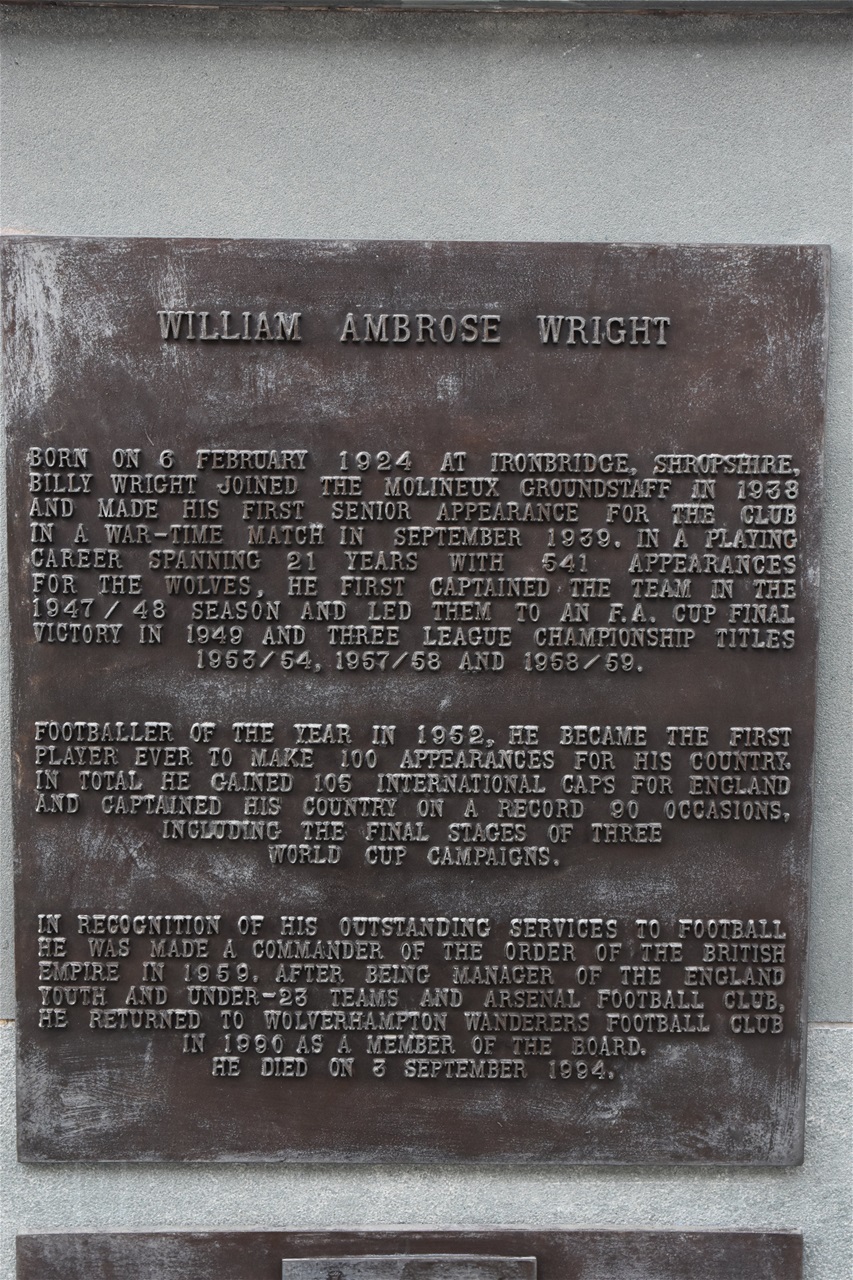 WILLIAM AMBROSE WRIGHT
BORN ON 6 FEBRUARY 1924 AT IRONBRIDGE, SHROPSHIRE,
BILLY WRIGHT JOINED THE MOLINEUX GROUNDSTAFF IN 1938
AND MADE HIS FIRST SENIOR APPEARANCE FOR THE CLUB
IN A WAR-TIME MATCH IN SEPTEMBER 1939. IN A PLAYING
CAREER SPANNING 21 YEARS WITH 541 APPEARANCES
FOR THE WOLVES, HE FIRST CAPTAINED THE TEAM IN THE
1947/48 SEASON AND LED THEM TO AN F.A. CUP FINAL
VICTORY IN 1949 AND THREE LEAGUE CHAMPIONSHIP TITLES
1953/54, 1957/58 AND 1958/59.
FOOTBALLER OF THE YEAR IN 1952, HE BECAME THE FIRST
PLAYER EVER TO MAKE 100 APPEARANCES FOR HIS COUNTRY.
IN TOTAL HE GAINED 105 INTERNATIONAL CAPS FOR ENGLAND
AND CAPTAINED HIS COUNTRY ON A RECORD 90 OCCASIONS,
INCLUDING THE FINAL STAGES OF THREE
WORLD CUP CAMPAIGNS.
IN RECOGNITION OF HIS OUTSTANDING SERVICES TO FOOTBALL
HE WAS MADE A COMMANDER OF THE ORDER OF THE BRITISH
EMPIRE IN 1959. AFTER BEING MANAGER OF THE ENGLAND
YOUTH AND UNDER-23 TEAMS AND ARSENAL FOOTBALL CLUB,
HE RETURNED TO WOLVERHAMPTON WANDERERS FOOTBALL CLUB
IN 1990 AS A MEMBER OF THE BOARD.
HE DIED ON 3 SEPTEMBER 1994.